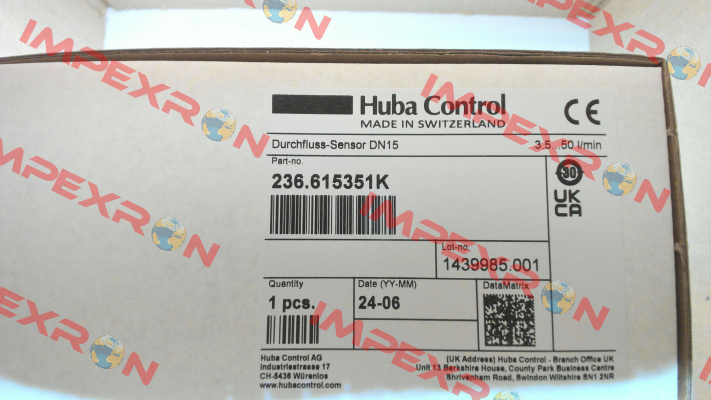 Huba Control
MADE IN SWITZERLAND
CE
Durchfluss-Sensor DN15 3.5...50 l/min
Part-no.
236.615351K
30
UK
CA
Lot-no.
1439985.001
Quantity
1 pcs.
Date (YY-MM)
24-06
DataMatrix
Huba Control AG
Industriestrasse 17
CH-5436 Würenlos
www.hubacontrol.com
(UK Address) Huba Control - Branch Office UK
Unit 13 Berkshire House, County Park Business Centre
Shrivenham Road, Swindon Wiltshire SN1 2NR
IMPEXRON
IMPEXRON
IMPEXRON
IMPEXRON
IMPEXRON
IMPEXRON